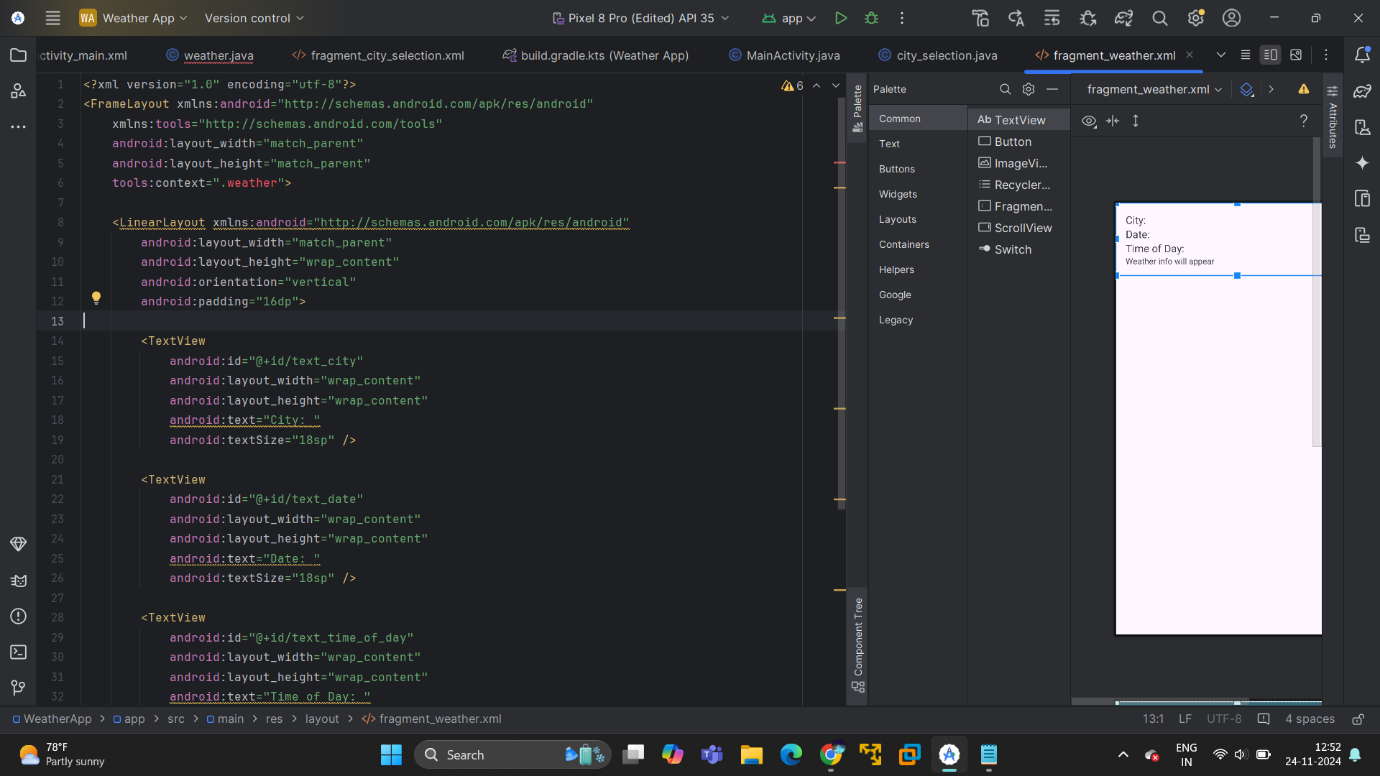 WA Weather App
Version control
Pixel 8 Pro (Edited) API 35
app
ctivity_main.xml
weather.java
fragment_city_selection.xml
build.gradle.kts (Weather App)
MainActivity.java
city_selection.java
fragment_weather.xml
1 <?xml version="1.0" encoding="utf-8"?>
2 <FrameLayout xmlns:android="http://schemas.android.com/apk/res/android"
3 xmlns:tools="http://schemas.android.com/tools"
4 android:layout_width="match_parent"
5 android:layout_height="match_parent"
6 tools:context=".weather">
7
8 <LinearLayout xmlns:android="http://schemas.android.com/apk/res/android"
9 android:layout_width="match_parent"
10 android:layout_height="wrap_content"
11 android:orientation="vertical"
12 android:padding="16dp">
13
14 <TextView
15 android:id="@+id/text_city"
16 android:layout_width="wrap_content"
17 android:layout_height="wrap_content"
18 android:text="City: "
19 android:textSize="18sp" />
20
21 <TextView
22 android:id="@+id/text_date"
23 android:layout_width="wrap_content"
24 android:layout_height="wrap_content"
25 android:text="Date: "
26 android:textSize="18sp" />
27
28 <TextView
29 android:id="@+id/text_time_of_day"
30 android:layout_width="wrap_content"
31 android:layout_height="wrap_content"
32 android:text="Time of Day: "
6
Palette
Component Tree
Palette
Common
Text
Buttons
Widgets
Layouts
Containers
Helpers
Google
Legacy
Ab TextView
Button
ImageVi...
Recycler...
Fragmen...
ScrollView
Switch
fragment_weather.xml
?
City:
Date:
Time of Day:
Weather info will appear
Attributes
WeatherApp > app > src > main > res > layout > fragment_weather.xml
13:1 LF UTF-8 4 spaces
78°F
Partly sunny
Search
ENG
IN
12:52
24-11-2024